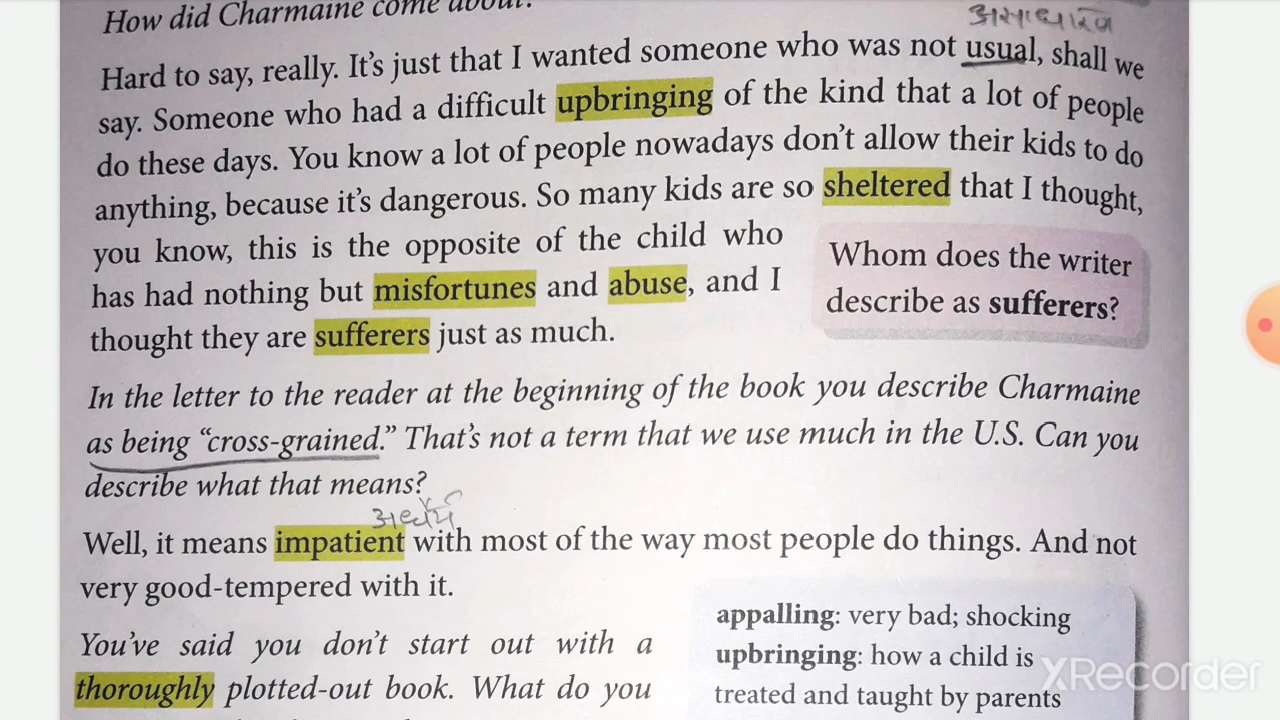 How did Charmaine come about?
असाधारण
Hard to say, really. It's just that I wanted someone who was not usual, shall we
say. Someone who had a difficult upbringing of the kind that a lot of people
do these days. You know a lot of people nowadays don't allow their kids to do
anything, because it's dangerous. So many kids are so sheltered that I thought,
you know, this is the opposite of the child who
has had nothing but misfortunes and abuse, and I
thought they are sufferers just as much.
Whom does the writer
describe as sufferers?
In the letter to the reader at the beginning of the book you describe Charmaine
as being “cross-grained.” That's not a term that we use much in the U.S. Can you
describe what that means?
Well, it means impatient with most of the way most people do things. And not
very good-tempered with it.
You've said you don't start out with a
thoroughly plotted-out book. What do you
appalling: very bad; shocking
upbringing: how a child is
treated and taught by parents
XRecorder